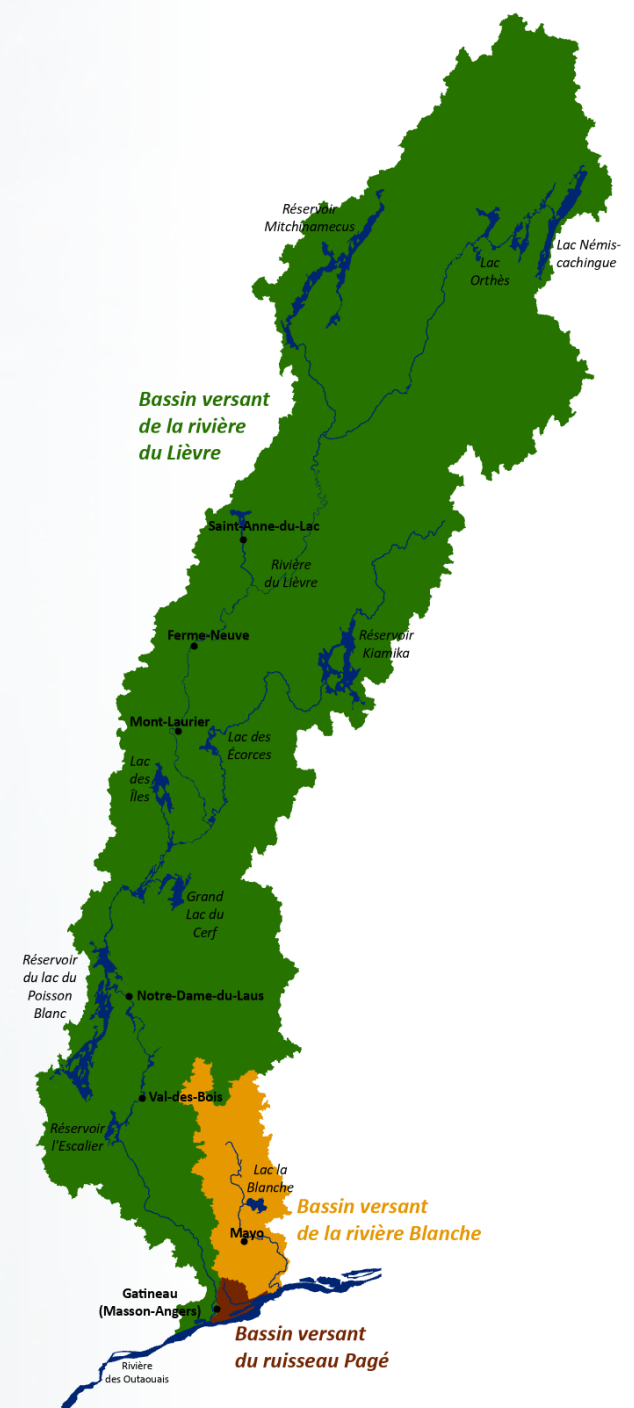 Réservoir
Mitchinamecus
Lac Némis-
cachingue
Lac
Orthès
Bassin versant
de la rivière
du Lièvre
Saint-Anne-du-Lac
Rivière
du Lièvre
Ferme-Neuve
Réservoir
Kiamika
Mont-Laurier
Lac des
Écorces
Lac
des
Îles
Grand
Lac du
Cerf
Réservoir
du lac du
Poisson
Blanc
Notre-Dame-du-Laus
Val-des-Bois
Réservoir
l'Escalier
Lac la
Blanche
Bassin versant
de la rivière Blanche
Mayo
Gatineau
(Masson-Angers)
Bassin versant
du ruisseau Pagé
Rivière
des Outaouais